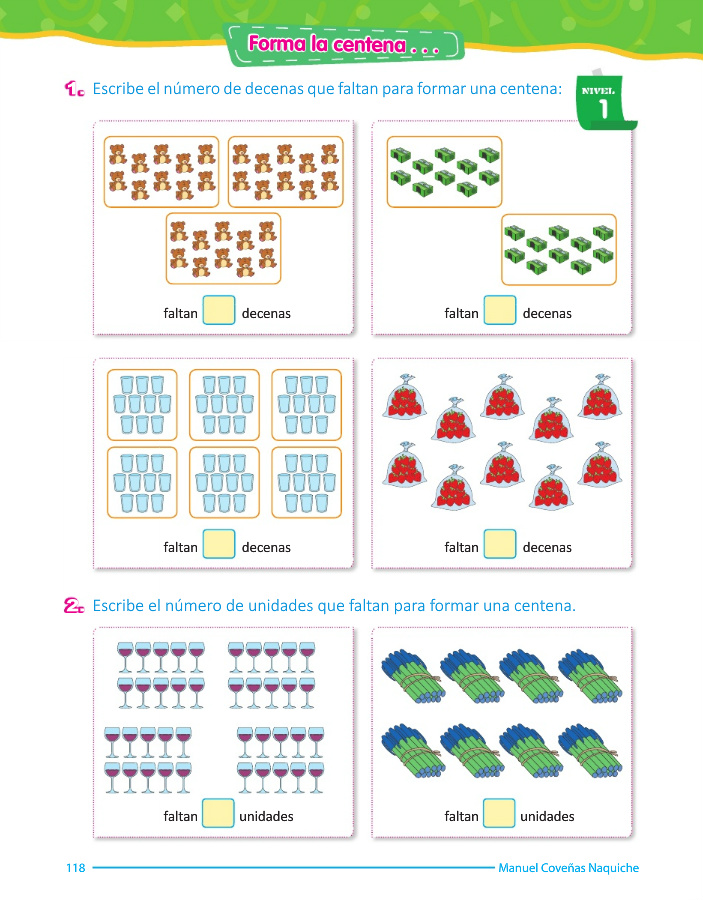 Forma la centena . . .
1. Escribe el número de decenas que faltan para formar una centena:
NIVEL
1
faltan decenas
faltan decenas
faltan decenas
faltan decenas
2. Escribe el número de unidades que faltan para formar una centena.
faltan unidades
faltan unidades
118
Manuel Coveñas Naquiche